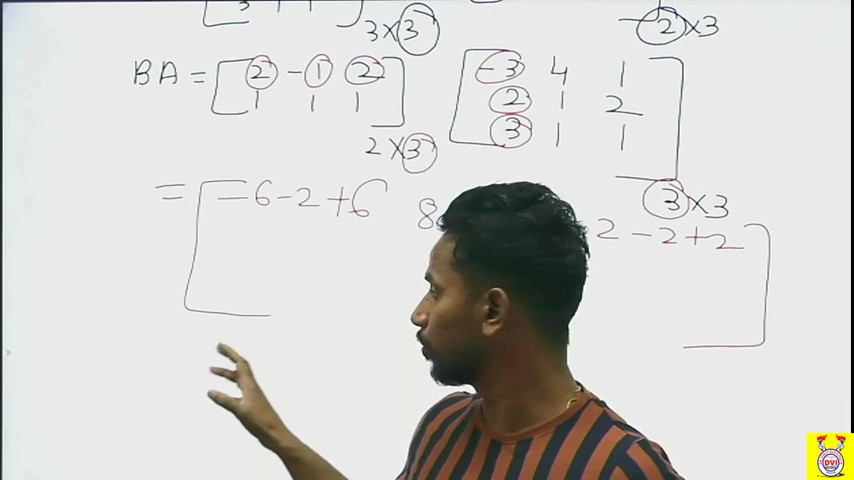 3 × 3
2 × 3
BA = [2 -1 2] [-3 4 1]
1 1 1 2 1 2
3 1 1
2 × 3
3 × 3
= [-6-2+6 8 2-2+2]
DVI